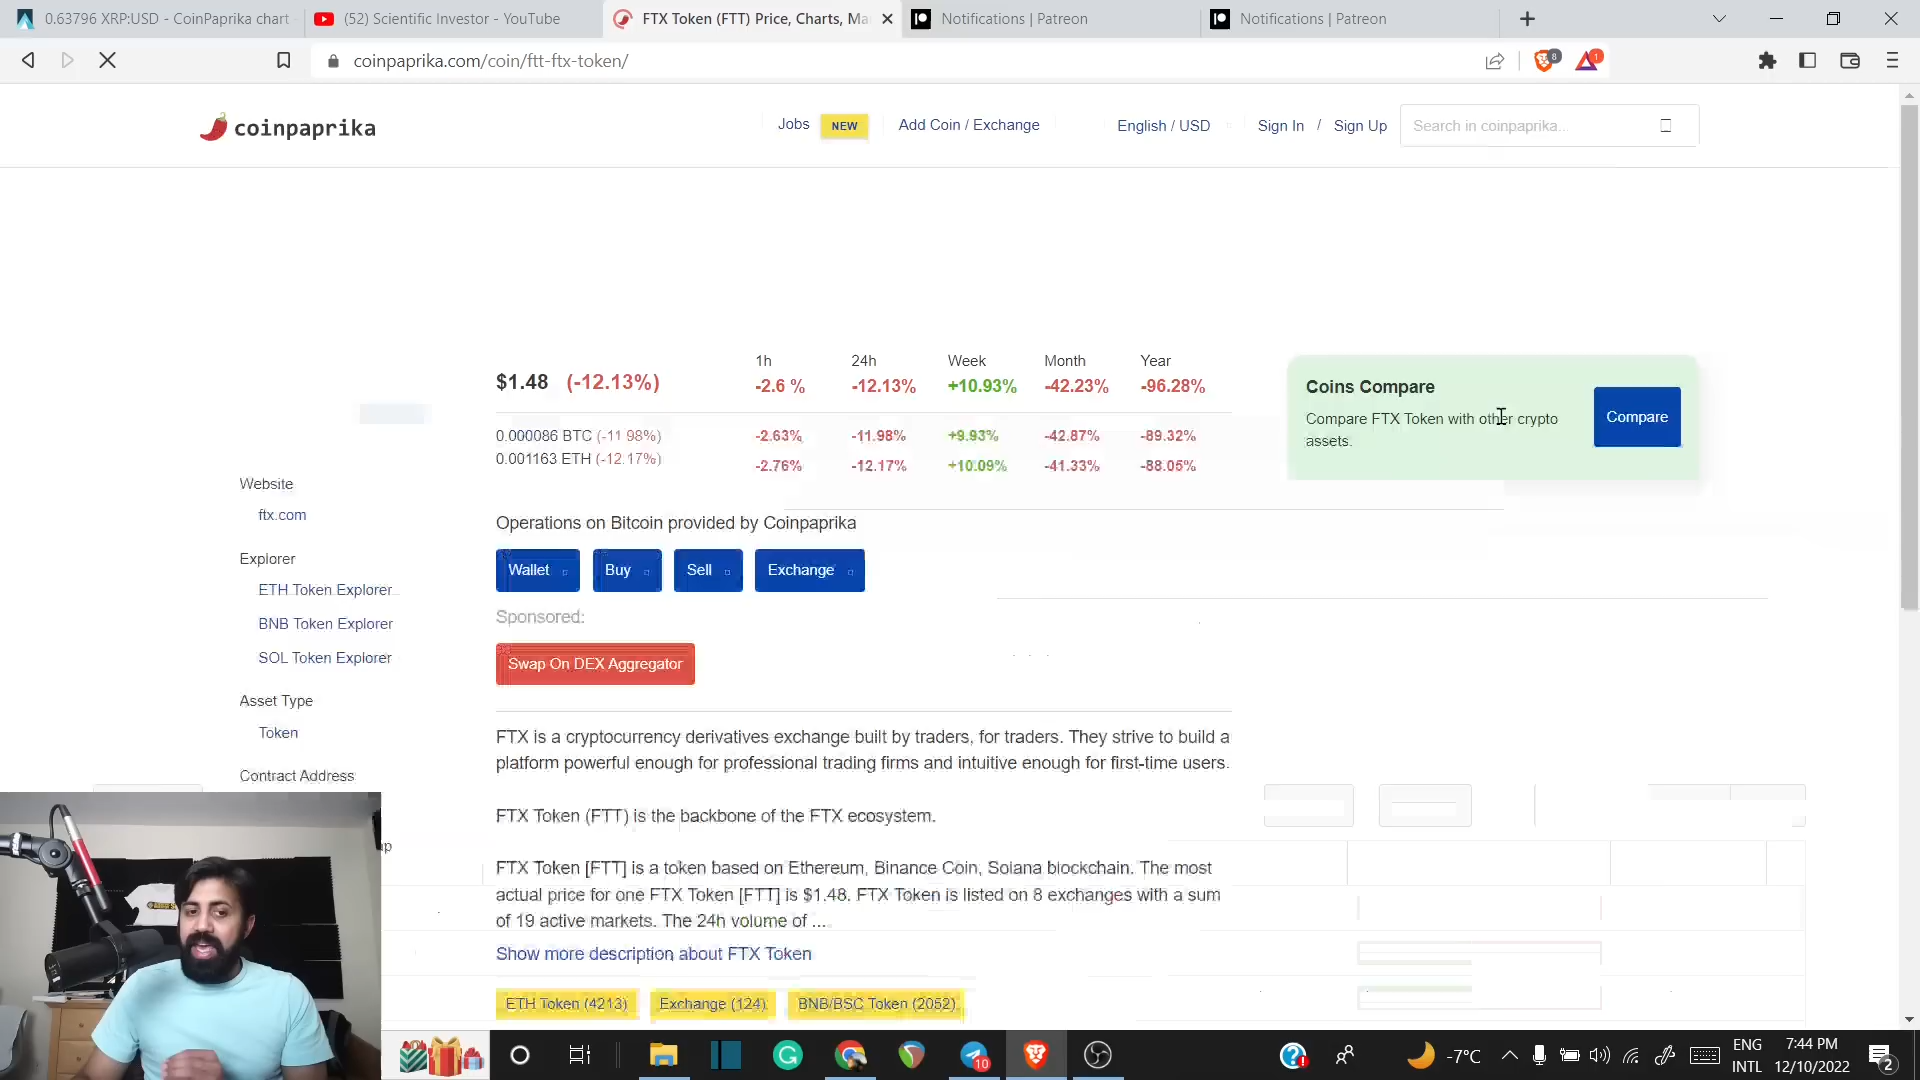 0.63796 XRP:USD - CoinPaprika chart
(52) Scientific Investor - YouTube
FTX Token (FTT) Price, Charts, Ma
Notifications | Patreon
Notifications | Patreon
coinpaprika.com/coin/ftt-ftx-token/
8
1
coinpaprika
Jobs NEW Add Coin / Exchange English / USD Sign In / Sign Up Search in coinpaprika...
1h 24h Week Month Year
$1.48 (-12.13%) -2.6 % -12.13% +10.93% -42.23% -96.28%
0.000086 BTC (-11.98%) -2.63% -11.98% +9.93% -42.87% -89.32%
0.001163 ETH (-12.17%) -2.76% -12.17% +10.09% -41.33% -88.05%
Coins Compare
Compare FTX Token with other crypto
assets.
Compare
Website
ftx.com
Explorer
ETH Token Explorer
BNB Token Explorer
SOL Token Explorer
Asset Type
Token
Contract Address
Operations on Bitcoin provided by Coinpaprika
Wallet Buy Sell Exchange
Sponsored:
Swap On DEX Aggregator
FTX is a cryptocurrency derivatives exchange built by traders, for traders. They strive to build a
platform powerful enough for professional trading firms and intuitive enough for first-time users.
FTX Token (FTT) is the backbone of the FTX ecosystem.
FTX Token [FTT] is a token based on Ethereum, Binance Coin, Solana blockchain. The most
actual price for one FTX Token [FTT] is $1.48. FTX Token is listed on 8 exchanges with a sum
of 19 active markets. The 24h volume of ...
Show more description about FTX Token
ETH Token (4213) Exchange (124) BNB/BSC Token (2052)
10
-7°C
ENG
INTL
7:44 PM
12/10/2022
2